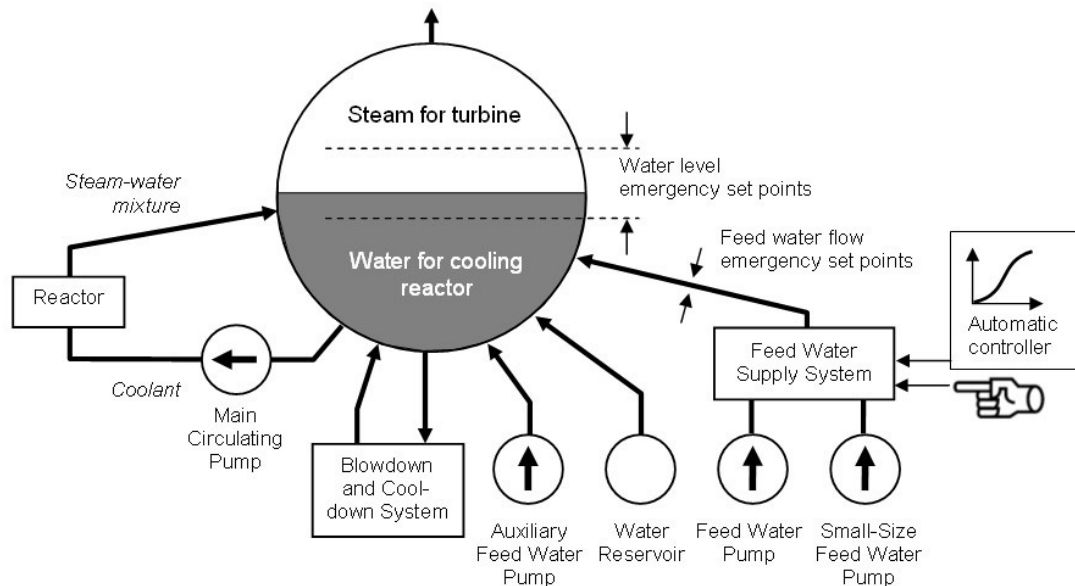 Steam for turbine
Water level
emergency set points
Steam-water
mixture
Feed water flow
emergency set points
Water for cooling
reactor
Reactor
Automatic
controller
Feed Water
Supply System
Coolant
Main
Circulating
Pump
Blowdown
and Cool-
down System
Auxiliary
Feed Water
Pump
Water
Reservoir
Feed Water
Pump
Small-Size
Feed Water
Pump